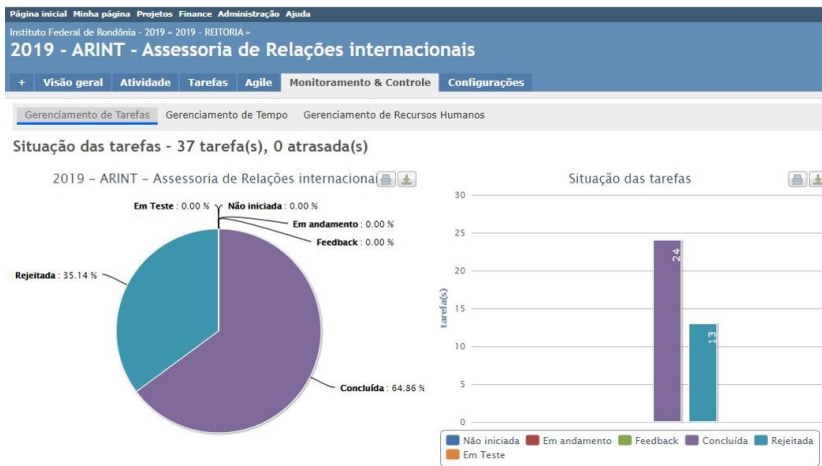 Página inicial Minha página Projetos Finance Administração Ajuda
Instituto Federal de Rondônia - 2019 » 2019 - REITORIA »
2019 - ARINT - Assessoria de Relações internacionais
+ Visão geral Atividade Tarefas Agile Monitoramento & Controle Configurações
Gerenciamento de Tarefas Gerenciamento de Tempo Gerenciamento de Recursos Humanos
Situação das tarefas - 37 tarefa(s), 0 atrasada(s)
2019 – ARINT – Assessoria de Relações internacionai
Em Teste : 0.00 % Não iniciada : 0.00 %
Em andamento : 0.00 %
Feedback : 0.00 %
Rejeitada : 35.14 %
Concluída : 64.86 %
Situação das tarefas
30
25
20
15
10
5
0
tarefa(s)
24
13
Não iniciada Em andamento Feedback Concluída Rejeitada
Em Teste